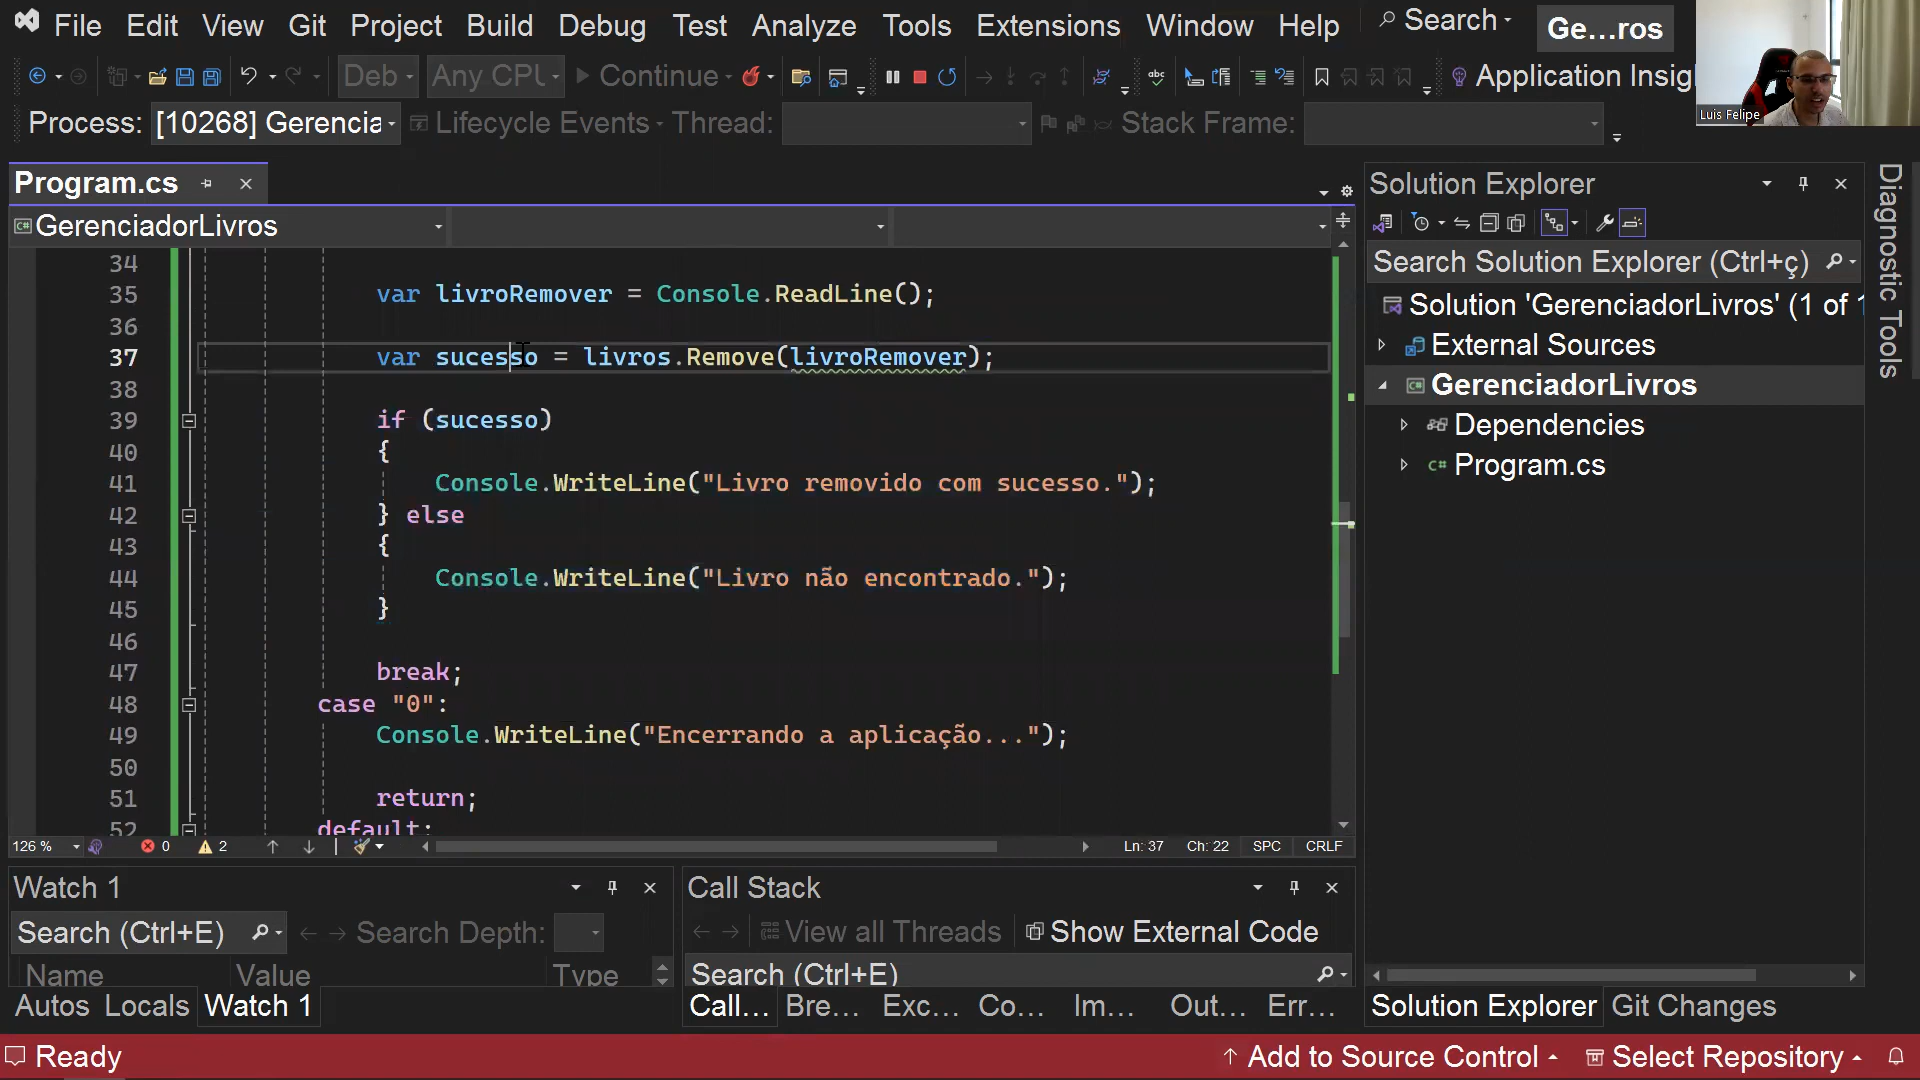 File Edit View Git Project Build Debug Test Analyze Tools Extensions Window Help Search Ge...ros
Deb Any CPU Continue Application Insig
Luis Felipe
Process: [10268] Gerencia Lifecycle Events Thread: Stack Frame:
Program.cs
GerenciadorLivros
34
35 var livroRemover = Console.ReadLine();
36
37 var sucesso = livros.Remove(livroRemover);
38
39 if (sucesso)
40 {
41 Console.WriteLine("Livro removido com sucesso.");
42 } else
43 {
44 Console.WriteLine("Livro não encontrado.");
45 }
46
47 break;
48 case "0":
49 Console.WriteLine("Encerrando a aplicação...");
50
51 return;
52 default:
126 % 0 2 Ln: 37 Ch: 22 SPC CRLF
Watch 1
Search (Ctrl+E) Search Depth:
Name Value Type
Autos Locals Watch 1
Call Stack
View all Threads Show External Code
Search (Ctrl+E)
Call... Bre... Exc... Co... Im... Out... Err...
Solution Explorer
Search Solution Explorer (Ctrl+ç)
Solution 'GerenciadorLivros' (1 of 1
External Sources
GerenciadorLivros
Dependencies
Program.cs
Solution Explorer Git Changes
Diagnostic Tools
Ready Add to Source Control Select Repository